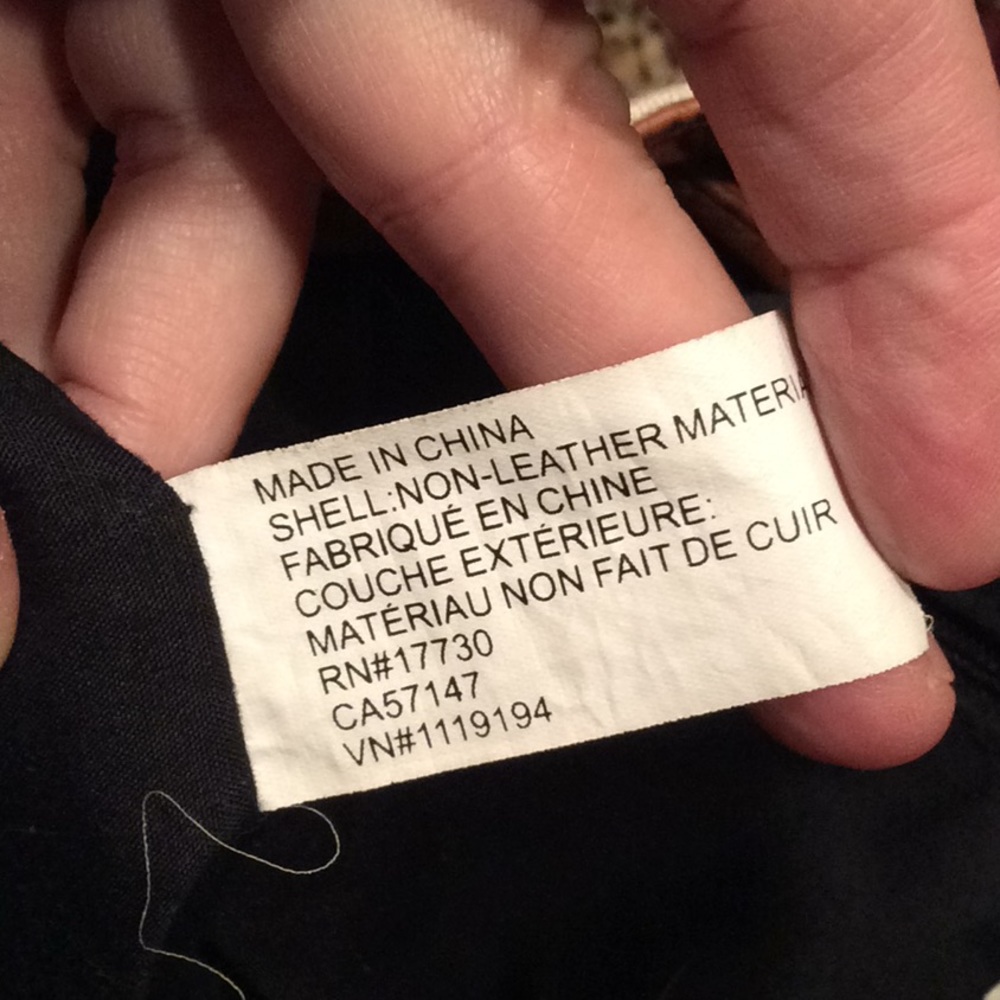 MADE IN CHINA
SHELL:NON-LEATHER MATERIA
FABRIQUÉ EN CHINE
COUCHE EXTÉRIEURE:
MATÉRIAU NON FAIT DE CUIR
RN#17730
CA57147
VN#1119194